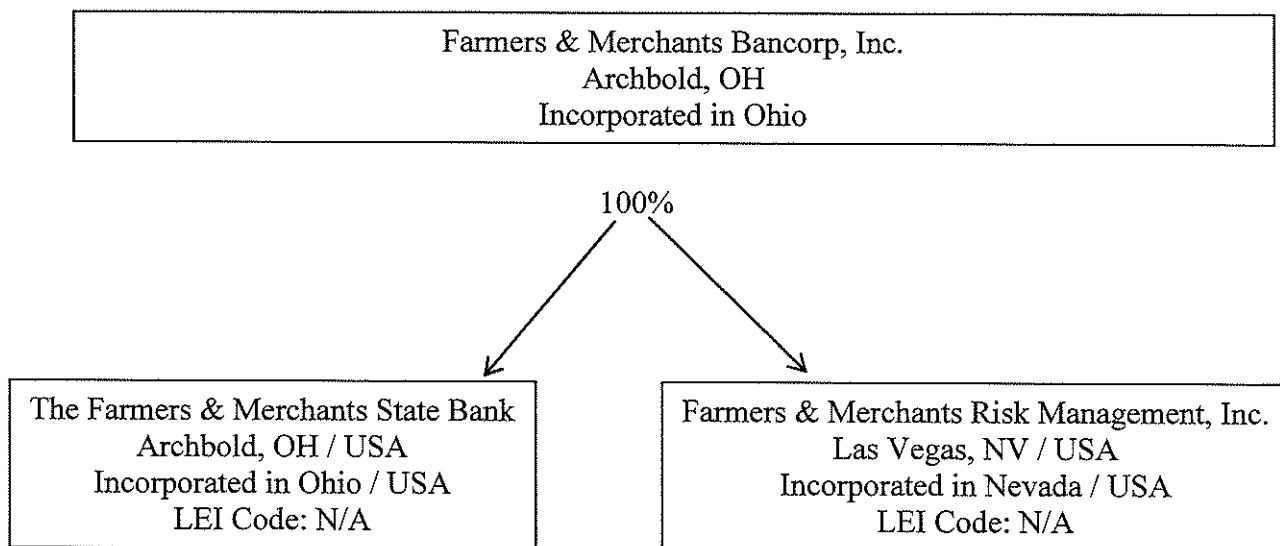 Farmers & Merchants Bancorp, Inc.
Archbold, OH
Incorporated in Ohio
100%
The Farmers & Merchants State Bank
Archbold, OH / USA
Incorporated in Ohio / USA
LEI Code: N/A
Farmers & Merchants Risk Management, Inc.
Las Vegas, NV / USA
Incorporated in Nevada / USA
LEI Code: N/A